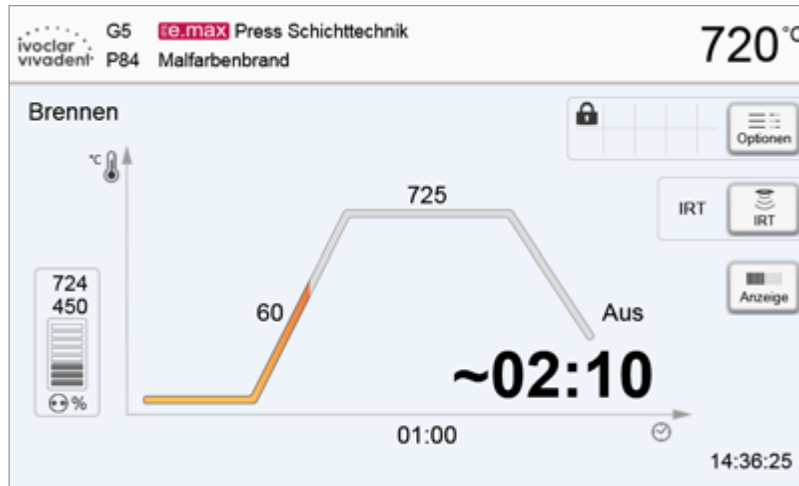 ivoclar
vivadent
G5 IPS e.max Press Schichttechnik
P84 Malfarbenbrand
720 °C
Brennen
Optionen
°C
725
IRT IRT
724
450
60
Aus
Anzeige
~02:10
%
01:00
14:36:25